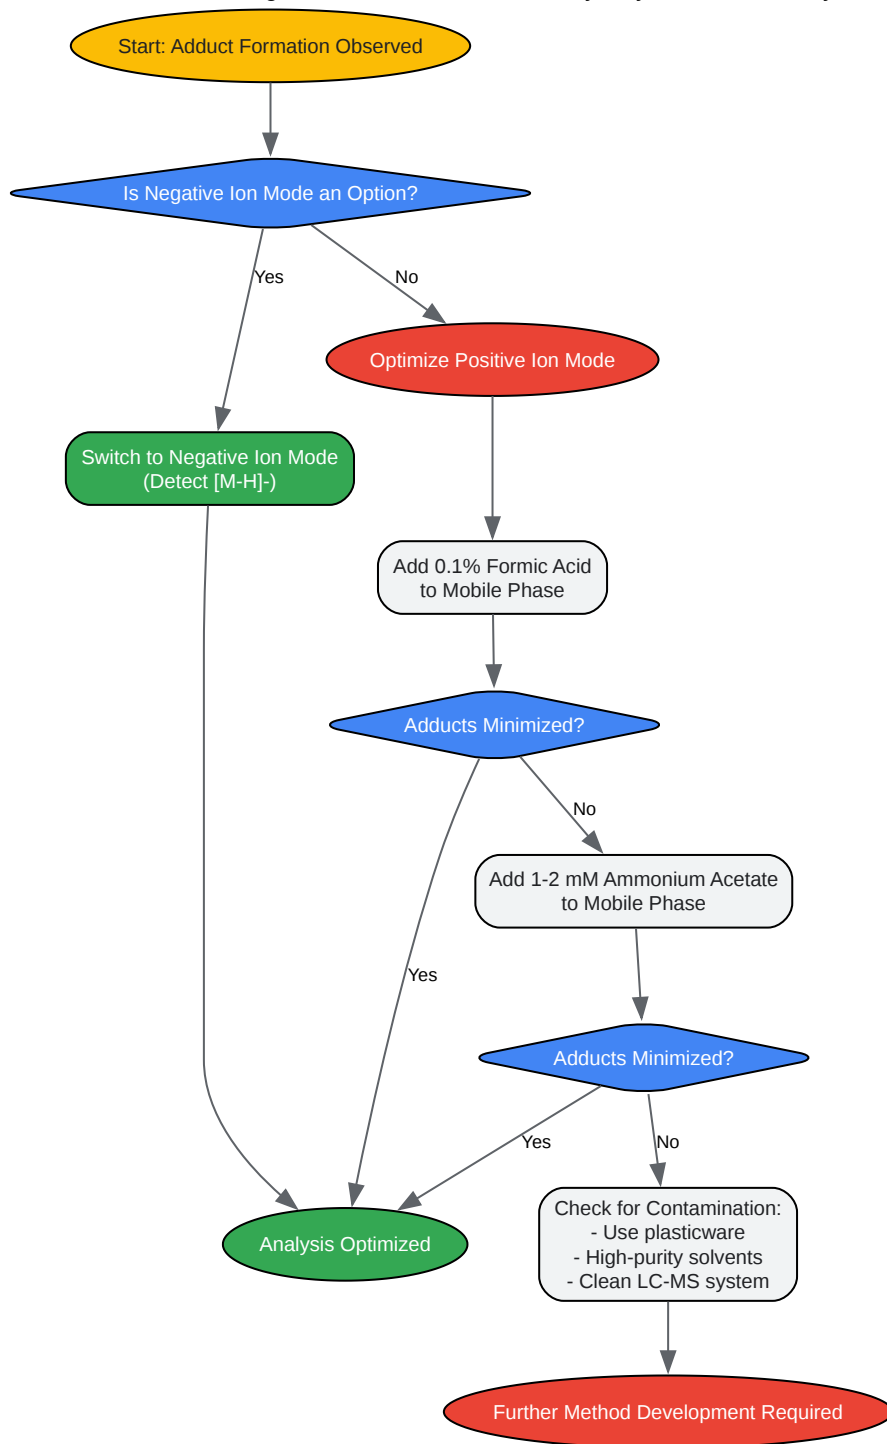 Start: Adduct Formation Observed
Is Negative Ion Mode an Option?
Yes
No
Optimize Positive Ion Mode
Switch to Negative Ion Mode
(Detect [M-H]-)
Add 0.1% Formic Acid
to Mobile Phase
Adducts Minimized?
No
Add 1-2 mM Ammonium Acetate
to Mobile Phase
Yes
Adducts Minimized?
Yes
No
Check for Contamination:
- Use plasticware
- High-purity solvents
- Clean LC-MS system
Analysis Optimized
Further Method Development Required